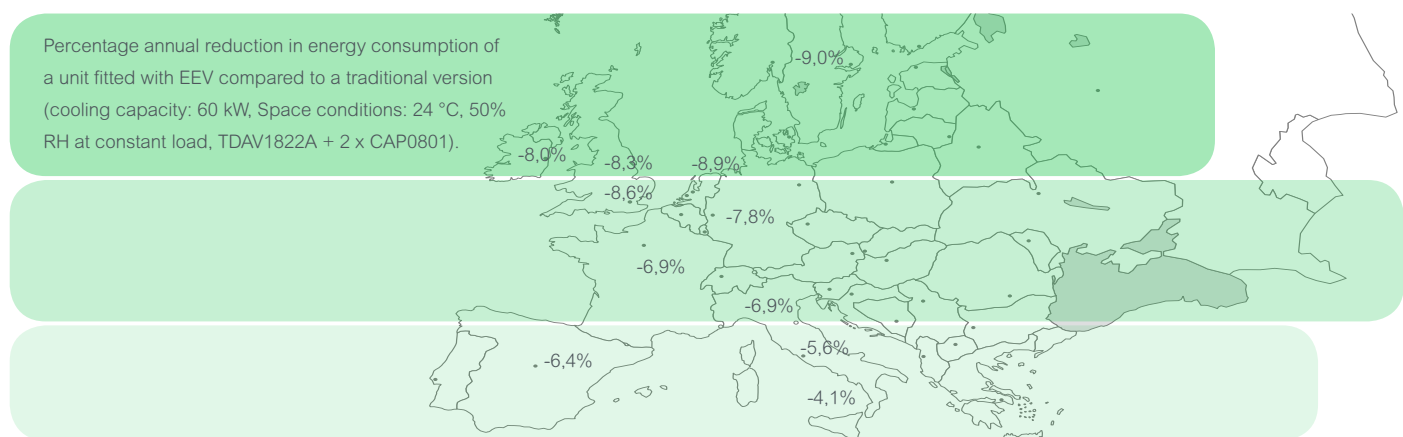 Percentage annual reduction in energy consumption of
a unit fitted with EEV compared to a traditional version
(cooling capacity: 60 kW, Space conditions: 24 °C, 50%
RH at constant load, TDAV1822A + 2 x CAP0801).
-9,0%
-8,0%
-8,3%
-8,9%
-8,6%
-7,8%
-6,9%
-6,9%
-5,6%
-6,4%
-4,1%